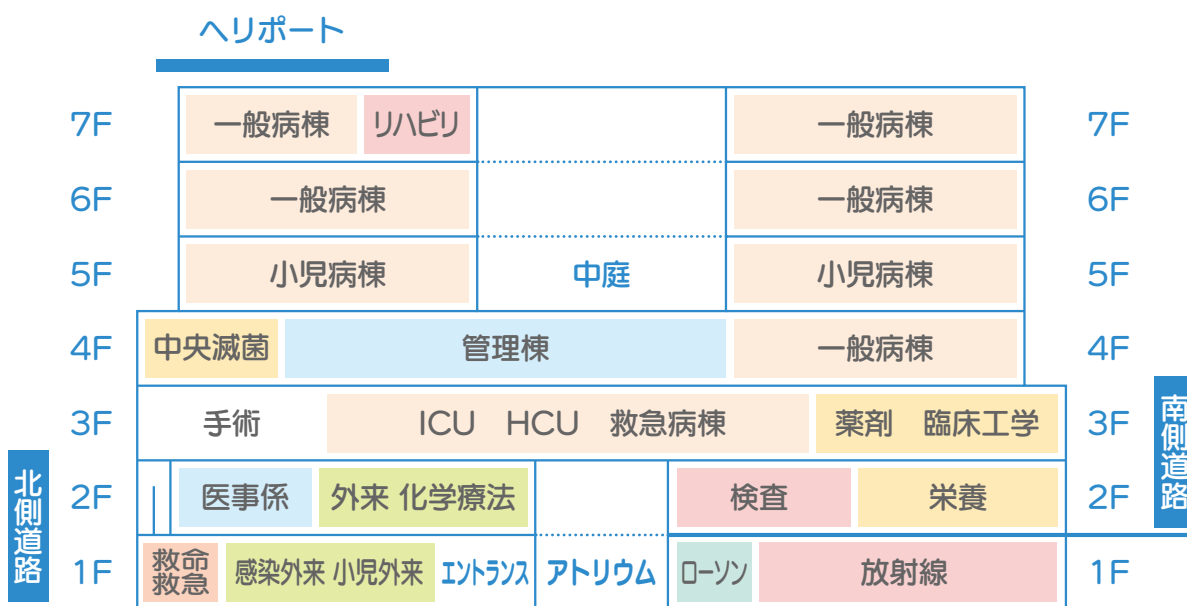 ヘリポート
7F 一般病棟 リハビリ 一般病棟 7F
6F 一般病棟 一般病棟 6F
5F 小児病棟 中庭 小児病棟 5F
4F 中央滅菌 管理棟 一般病棟 4F
3F 手術 ICU HCU 救急病棟 薬剤 臨床工学 3F
南側道路
北側道路
2F 医事係 外来 化学療法 検査 栄養 2F
1F 救命救急 感染外来 小児外来 エントランス アトリウム ローソン 放射線 1F